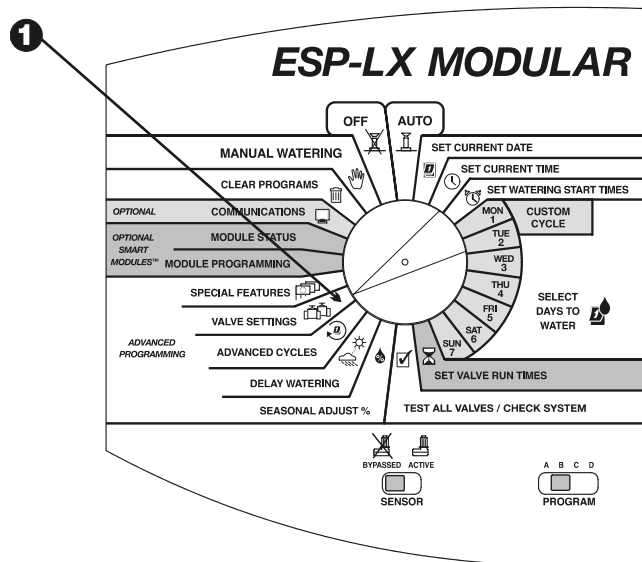 1
ESP-LX MODULAR
OFF
AUTO
MANUAL WATERING
CLEAR PROGRAMS
OPTIONAL
COMMUNICATIONS
OPTIONAL
SMART
MODULES™
MODULE STATUS
MODULE PROGRAMMING
SPECIAL FEATURES
VALVE SETTINGS
ADVANCED
PROGRAMMING
ADVANCED CYCLES
DELAY WATERING
SEASONAL ADJUST %
SET CURRENT DATE
SET CURRENT TIME
SET WATERING START TIMES
MON
1
CUSTOM
CYCLE
TUE
2
WED
3
THU
4
FRI
5
SAT
6
SUN
7
SELECT
DAYS TO
WATER
SET VALVE RUN TIMES
TEST ALL VALVES / CHECK SYSTEM
BYPASSED ACTIVE
SENSOR
A B C D
PROGRAM